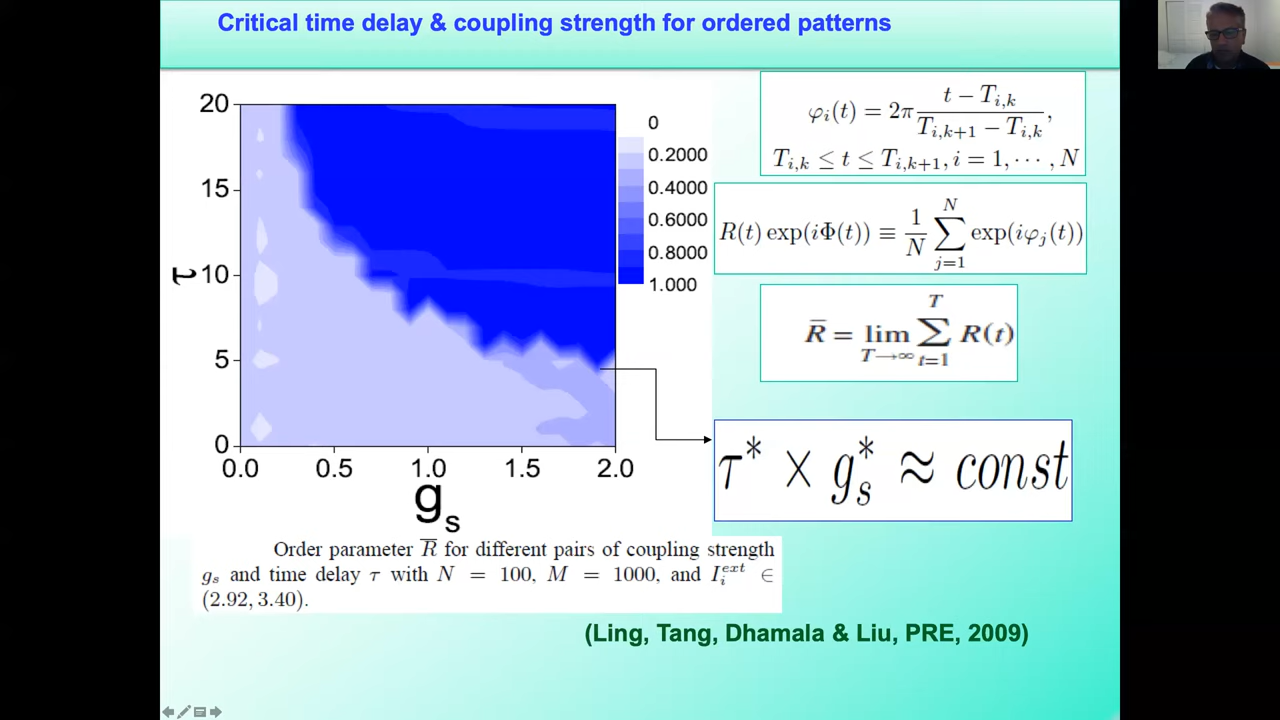 Critical time delay & coupling strength for ordered patterns
20
15
10
5
0
τ
0.0 0.5 1.0 1.5 2.0
g_s
0
0.2000
0.4000
0.6000
0.8000
1.000
φ_i(t) = 2π (t − T_{i,k}) / (T_{i,k+1} − T_{i,k}),
T_{i,k} ≤ t ≤ T_{i,k+1}, i = 1, ⋯, N
R(t) exp(iΦ(t)) ≡ 1/N ∑_{j=1}^{N} exp(iφ_j(t))
R̅ = lim_{T→∞} ∑_{t=1}^{T} R(t)
τ* × g_s* ≈ const
Order parameter R̅ for different pairs of coupling strength
g_s and time delay τ with N = 100, M = 1000, and I_i^{ext} ∈
(2.92, 3.40).
(Ling, Tang, Dhamala & Liu, PRE, 2009)